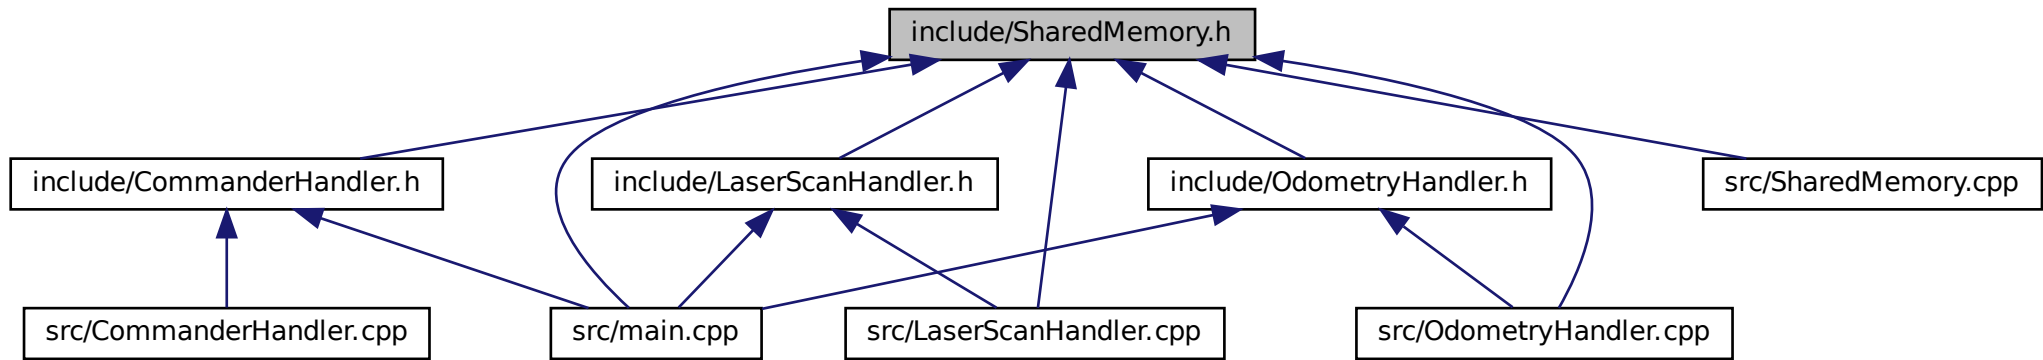 include/SharedMemory.h
include/CommanderHandler.h
include/LaserScanHandler.h
include/OdometryHandler.h
src/SharedMemory.cpp
src/CommanderHandler.cpp
src/main.cpp
src/LaserScanHandler.cpp
src/OdometryHandler.cpp